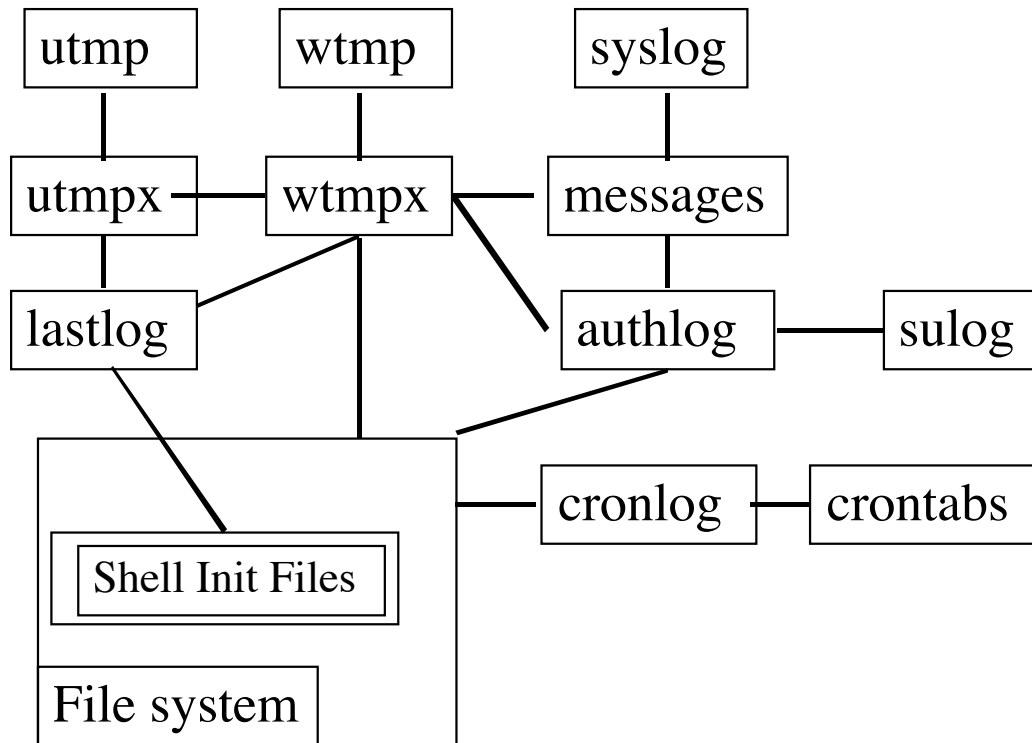 utmp
wtmp
syslog
utmpx
wtmpx
messages
lastlog
authlog
sulog
cronlog
crontabs
Shell Init Files
File system